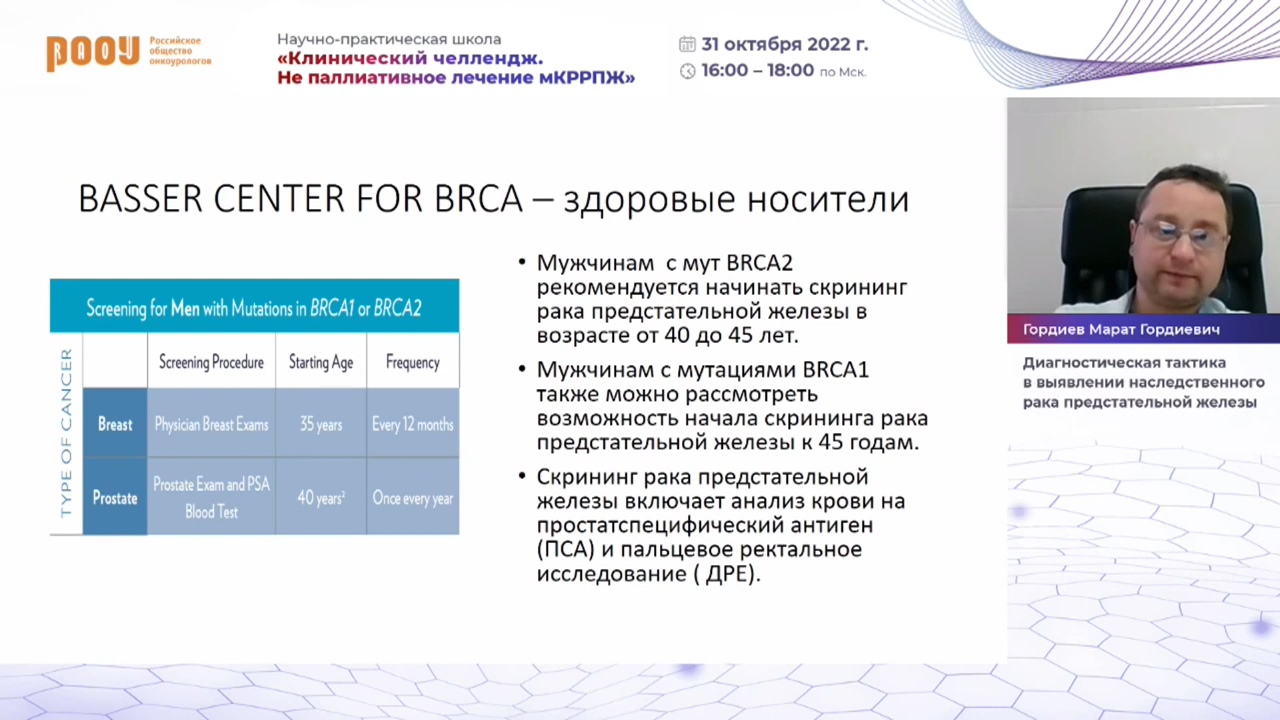 РАОУ
Российское
общество
онкоурологов
Научно-практическая школа
«Клинический челлендж.
Не паллиативное лечение мКРРПЖ»
31 октября 2022 г.
16:00 – 18:00 по Мск.
BASSER CENTER FOR BRCA – здоровые носители
Screening for Men with Mutations in BRCA1 or BRCA2
TYPE OF CANCER
Screening Procedure Starting Age Frequency
Breast Physician Breast Exams 35 years Every 12 months
Prostate Prostate Exam and PSA Blood Test 40 years² Once every year
• Мужчинам с мут BRCA2
рекомендуется начинать скрининг
рака предстательной железы в
возрасте от 40 до 45 лет.
• Мужчинам с мутациями BRCA1
также можно рассмотреть
возможность начала скрининга рака
предстательной железы к 45 годам.
• Скрининг рака предстательной
железы включает анализ крови на
простатспецифический антиген
(ПСА) и пальцевое ректальное
исследование ( ДРЕ).
Гордиев Марат Гордиевич
Диагностическая тактика
в выявлении наследственного
рака предстательной железы